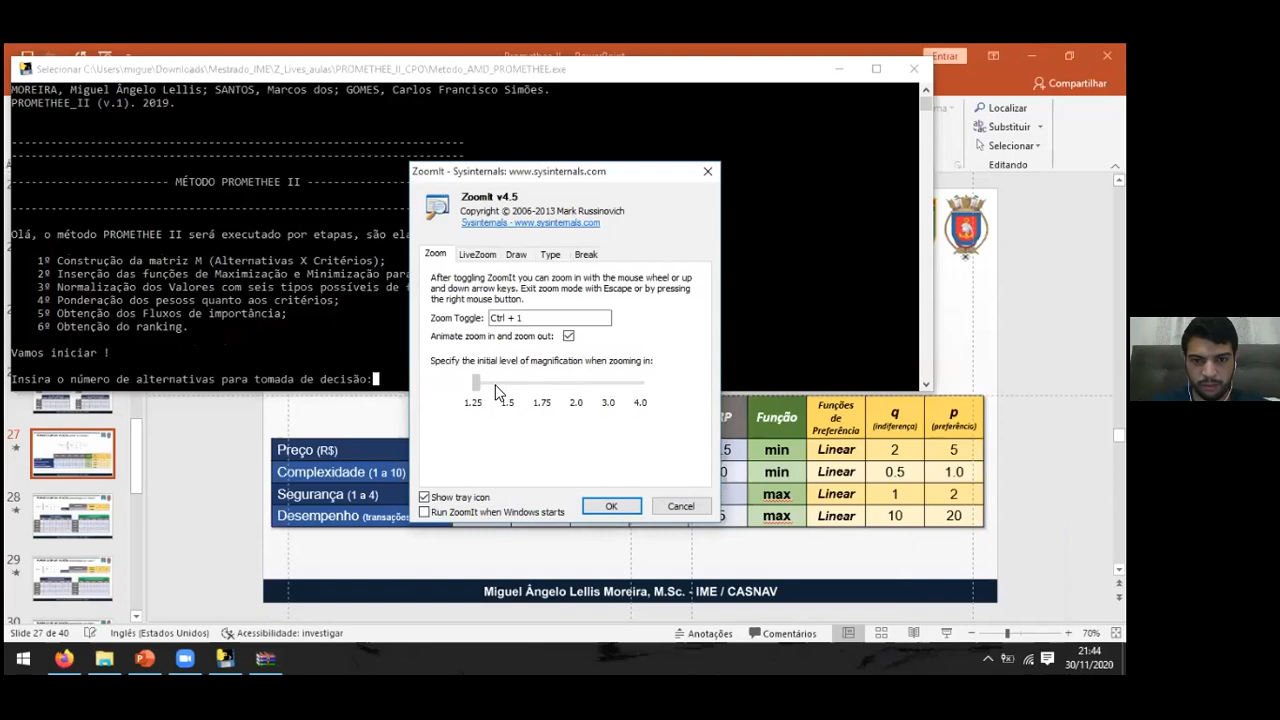 Promethee II - PowerPoint
Entrar
Selecionar C:\Users\migue\Downloads\Mestrado_IME\Z_Lives_aulas\PROMETHEE_II_CPO\Metodo_AMD_PROMETHEE.exe
Compartilhar
MOREIRA, Miguel Ângelo Lellis; SANTOS, Marcos dos; GOMES, Carlos Francisco Simões.
PROMETHEE_II (v.1). 2019.
Localizar
Substituir
Selecionar
Editando
---------------------- MÉTODO PROMETHEE II
Olá, o método PROMETHEE II será executado por etapas, são
1º Construção da matriz M (Alternativas X Critérios);
2º Inserção das funções de Maximização e Minimização
3º Normalização dos Valores com seis tipos possíveis de
4º Ponderação dos pesoss quanto aos critérios;
5º Obtenção dos Fluxos de importância;
6º Obtenção do ranking.
Vamos iniciar !
Insira o número de alternativas para tomada de decisão:
ZoomIt - Sysinternals: www.sysinternals.com
ZoomIt v4.5
Copyright © 2006-2013 Mark Russinovich
Sysinternals - www.sysinternals.com
Zoom LiveZoom Draw Type Break
After toggling ZoomIt you can zoom in with the mouse wheel or up
and down arrow keys. Exit zoom mode with Escape or by pressing
the right mouse button.
Zoom Toggle: Ctrl + 1
Animate zoom in and zoom out:
Specify the initial level of magnification when zooming in:
1.25 1.5 1.75 2.0 3.0 4.0
Show tray icon
Run ZoomIt when Windows starts
OK Cancel
Função Funções de Preferência q (indiferença) p (preferência)
Preço (R$) min Linear 2 5
Complexidade (1 a 10) min Linear 0.5 1.0
Segurança (1 a 4) max Linear 1 2
Desempenho (transações max Linear 10 20
27
28
29
30
Miguel Ângelo Lellis Moreira, M.Sc. - IME / CASNAV
Slide 27 de 40 Inglês (Estados Unidos) Acessibilidade: investigar Anotações Comentários 70%
21:44
30/11/2020